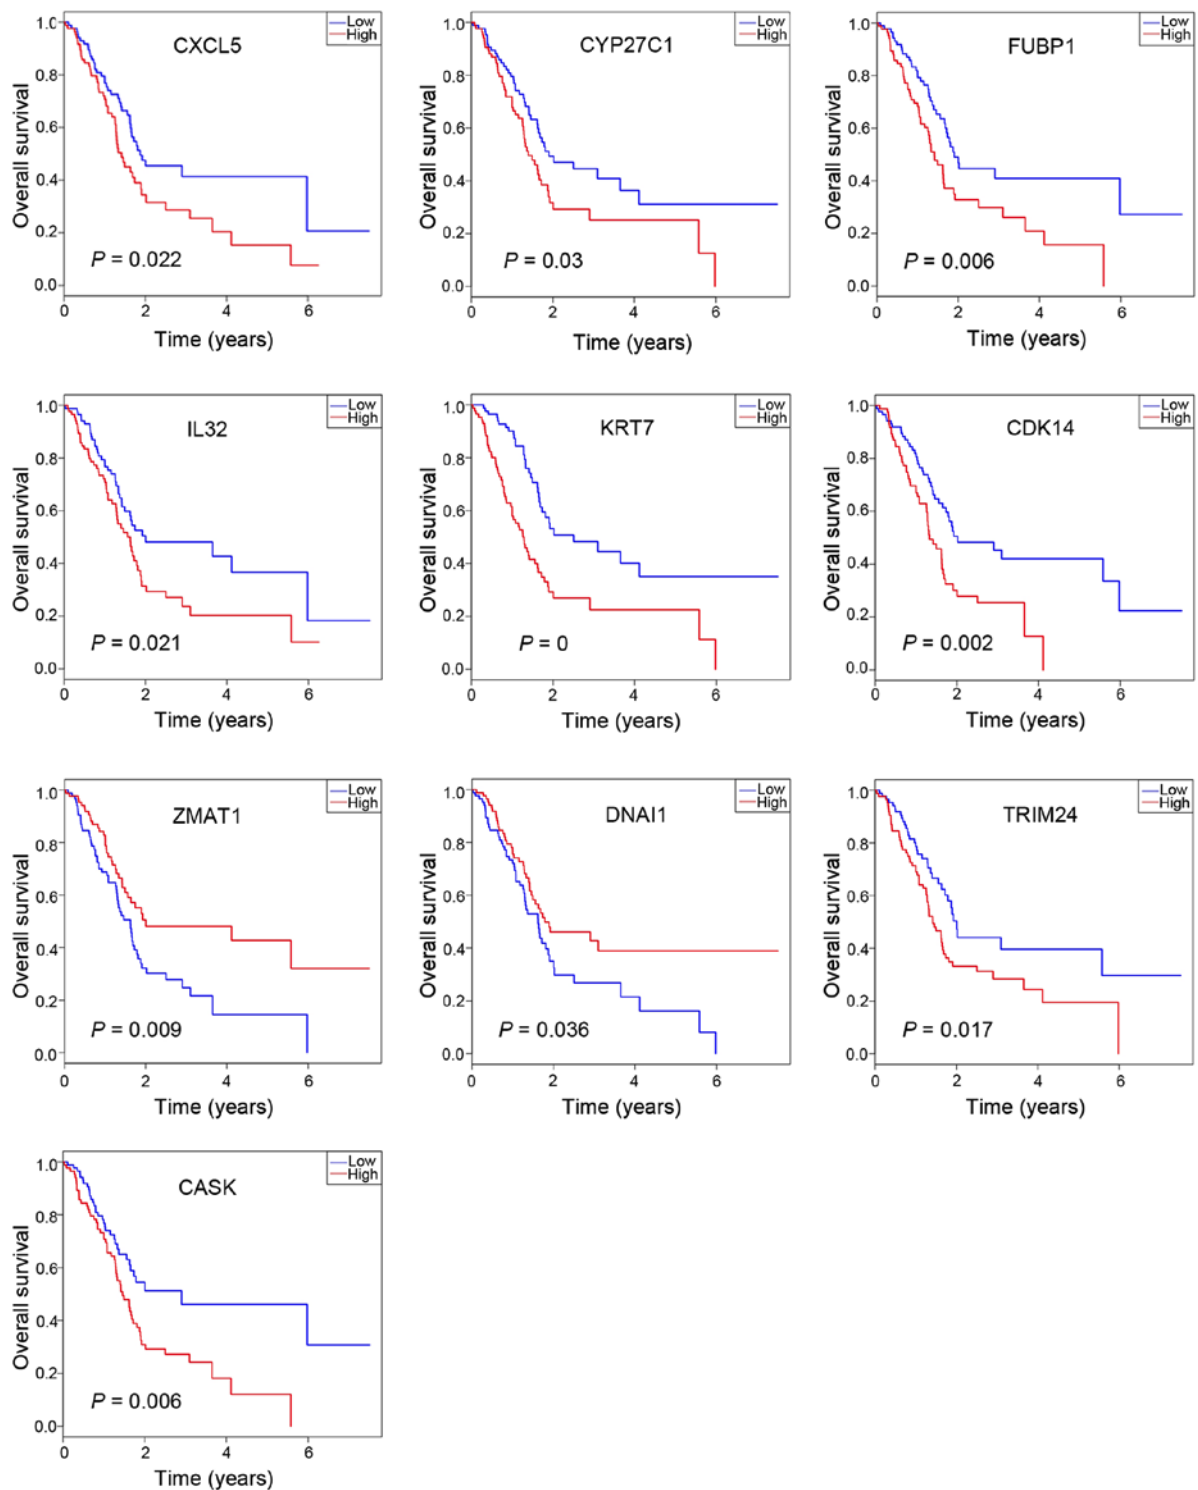 CXCL5
Low
High
Overall survival
1.0
0.8
0.6
0.4
0.2
0.0
P = 0.022
0 2 4 6
Time (years)
CYP27C1
Low
High
Overall survival
1.0
0.8
0.6
0.4
0.2
0.0
P = 0.03
0 2 4 6
Time (years)
FUBP1
Low
High
Overall survival
1.0
0.8
0.6
0.4
0.2
0.0
P = 0.006
0 2 4 6
Time (years)
IL32
Low
High
Overall survival
1.0
0.8
0.6
0.4
0.2
0.0
P = 0.021
0 2 4 6
Time (years)
KRT7
Low
High
Overall survival
1.0
0.8
0.6
0.4
0.2
0.0
P = 0
0 2 4 6
Time (years)
CDK14
Low
High
Overall survival
1.0
0.8
0.6
0.4
0.2
0.0
P = 0.002
0 2 4 6
Time (years)
ZMAT1
Low
High
Overall survival
1.0
0.8
0.6
0.4
0.2
0.0
P = 0.009
0 2 4 6
Time (years)
DNAI1
Low
High
Overall survival
1.0
0.8
0.6
0.4
0.2
0.0
P = 0.036
0 2 4 6
Time (years)
TRIM24
Low
High
Overall survival
1.0
0.8
0.6
0.4
0.2
0.0
P = 0.017
0 2 4 6
Time (years)
CASK
Low
High
Overall survival
1.0
0.8
0.6
0.4
0.2
0.0
P = 0.006
0 2 4 6
Time (years)